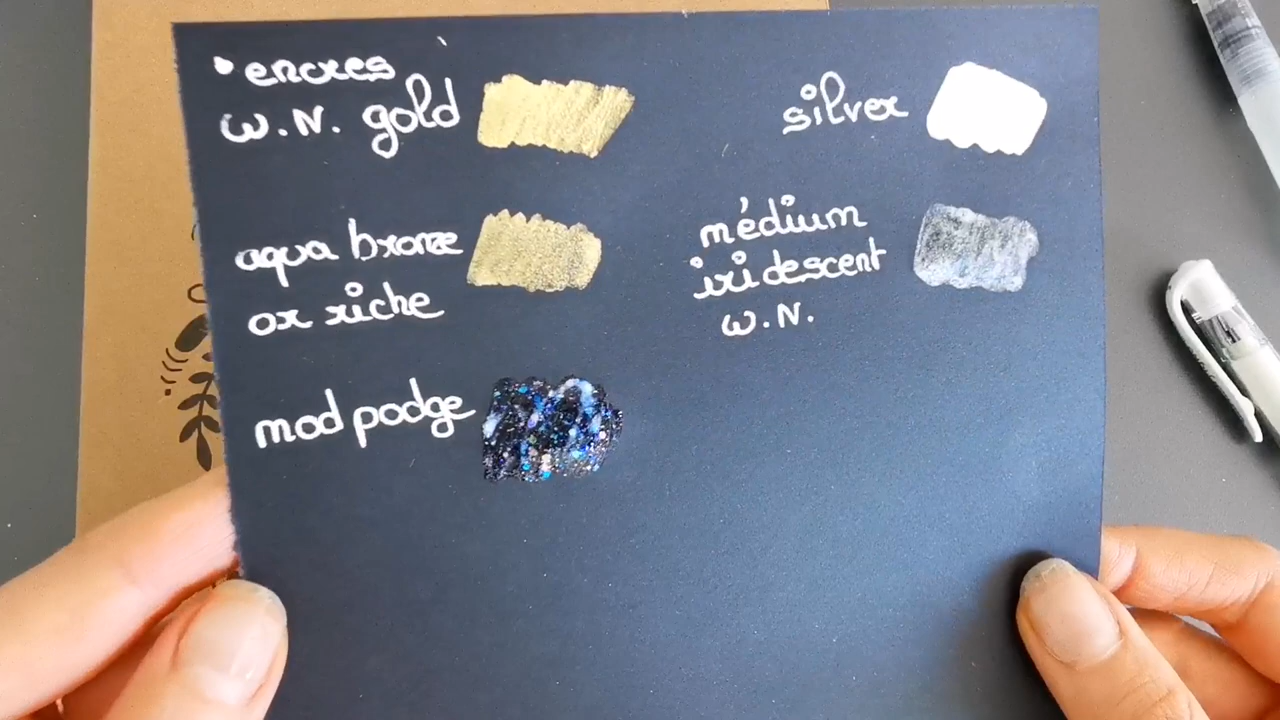 • encres
W.N. gold
silver
aqua bronze
or riche
médium
iridescent
W.N.
mod podge